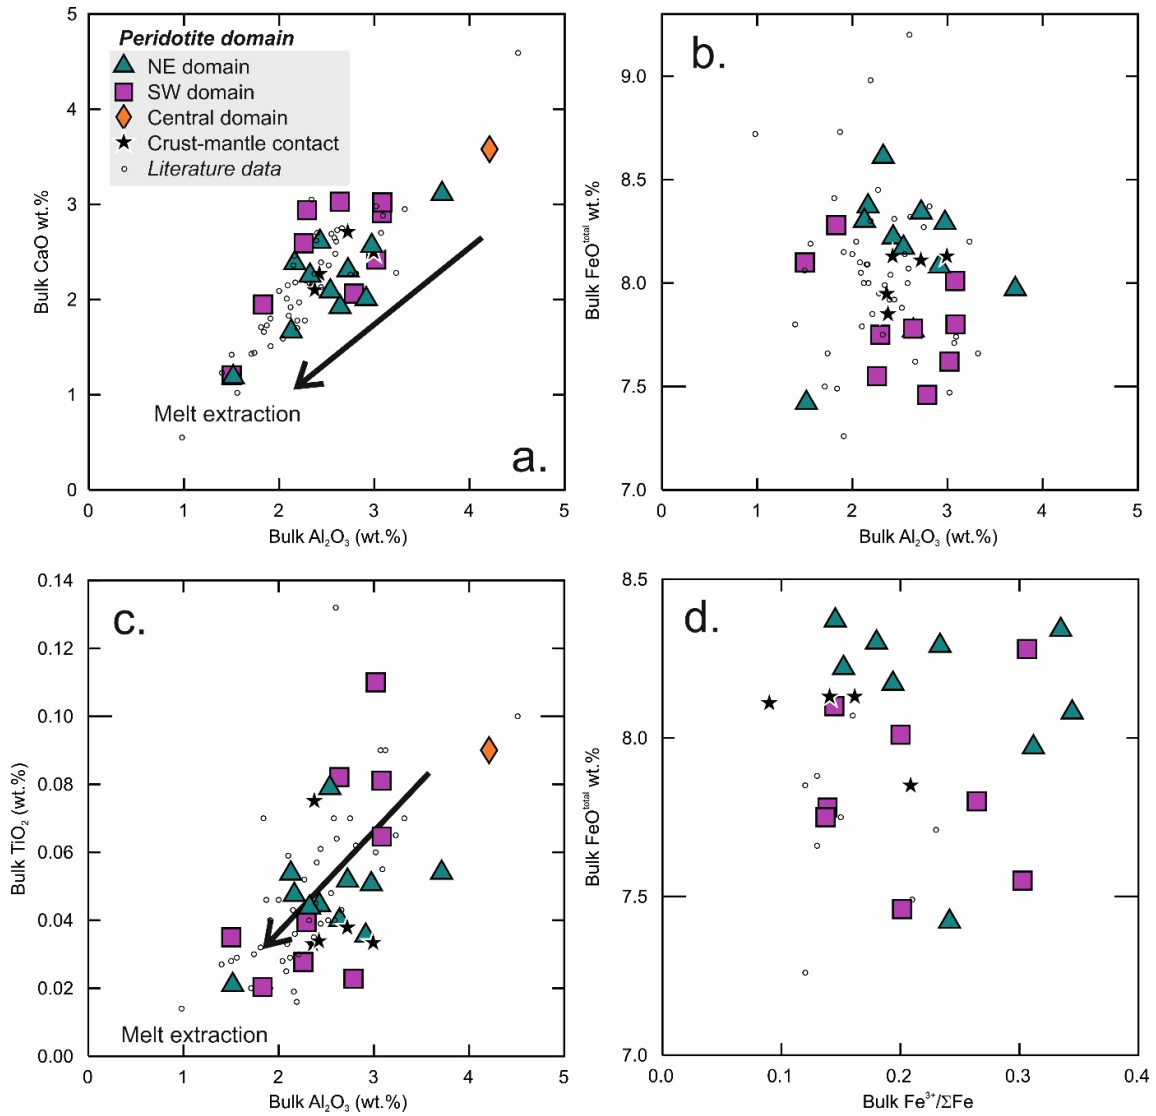 5
4
3
2
1
0
Bulk CaO wt.%
Peridotite domain
NE domain
SW domain
Central domain
Crust-mantle contact
Literature data
Melt extraction
a.
0 1 2 3 4 5
Bulk Al₂O₃ (wt.%)
b.
9.0
8.5
8.0
7.5
7.0
Bulk FeOᵗᵒᵗᵃˡ wt.%
0 1 2 3 4 5
Bulk Al₂O₃ (wt.%)
c.
0.14
0.12
0.10
0.08
0.06
0.04
0.02
0.00
Bulk TiO₂ (wt.%)
Melt extraction
0 1 2 3 4 5
Bulk Al₂O₃ (wt.%)
d.
8.5
8.0
7.5
7.0
Bulk FeOᵗᵒᵗᵃˡ wt.%
0.0 0.1 0.2 0.3 0.4
Bulk Fe³⁺/ΣFe